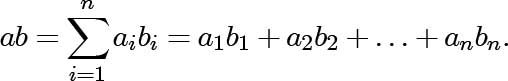 $ab = \sum_{i=1}^{n} a_i b_i = a_1 b_1 + a_2 b_2 + \ldots + a_n b_n.$